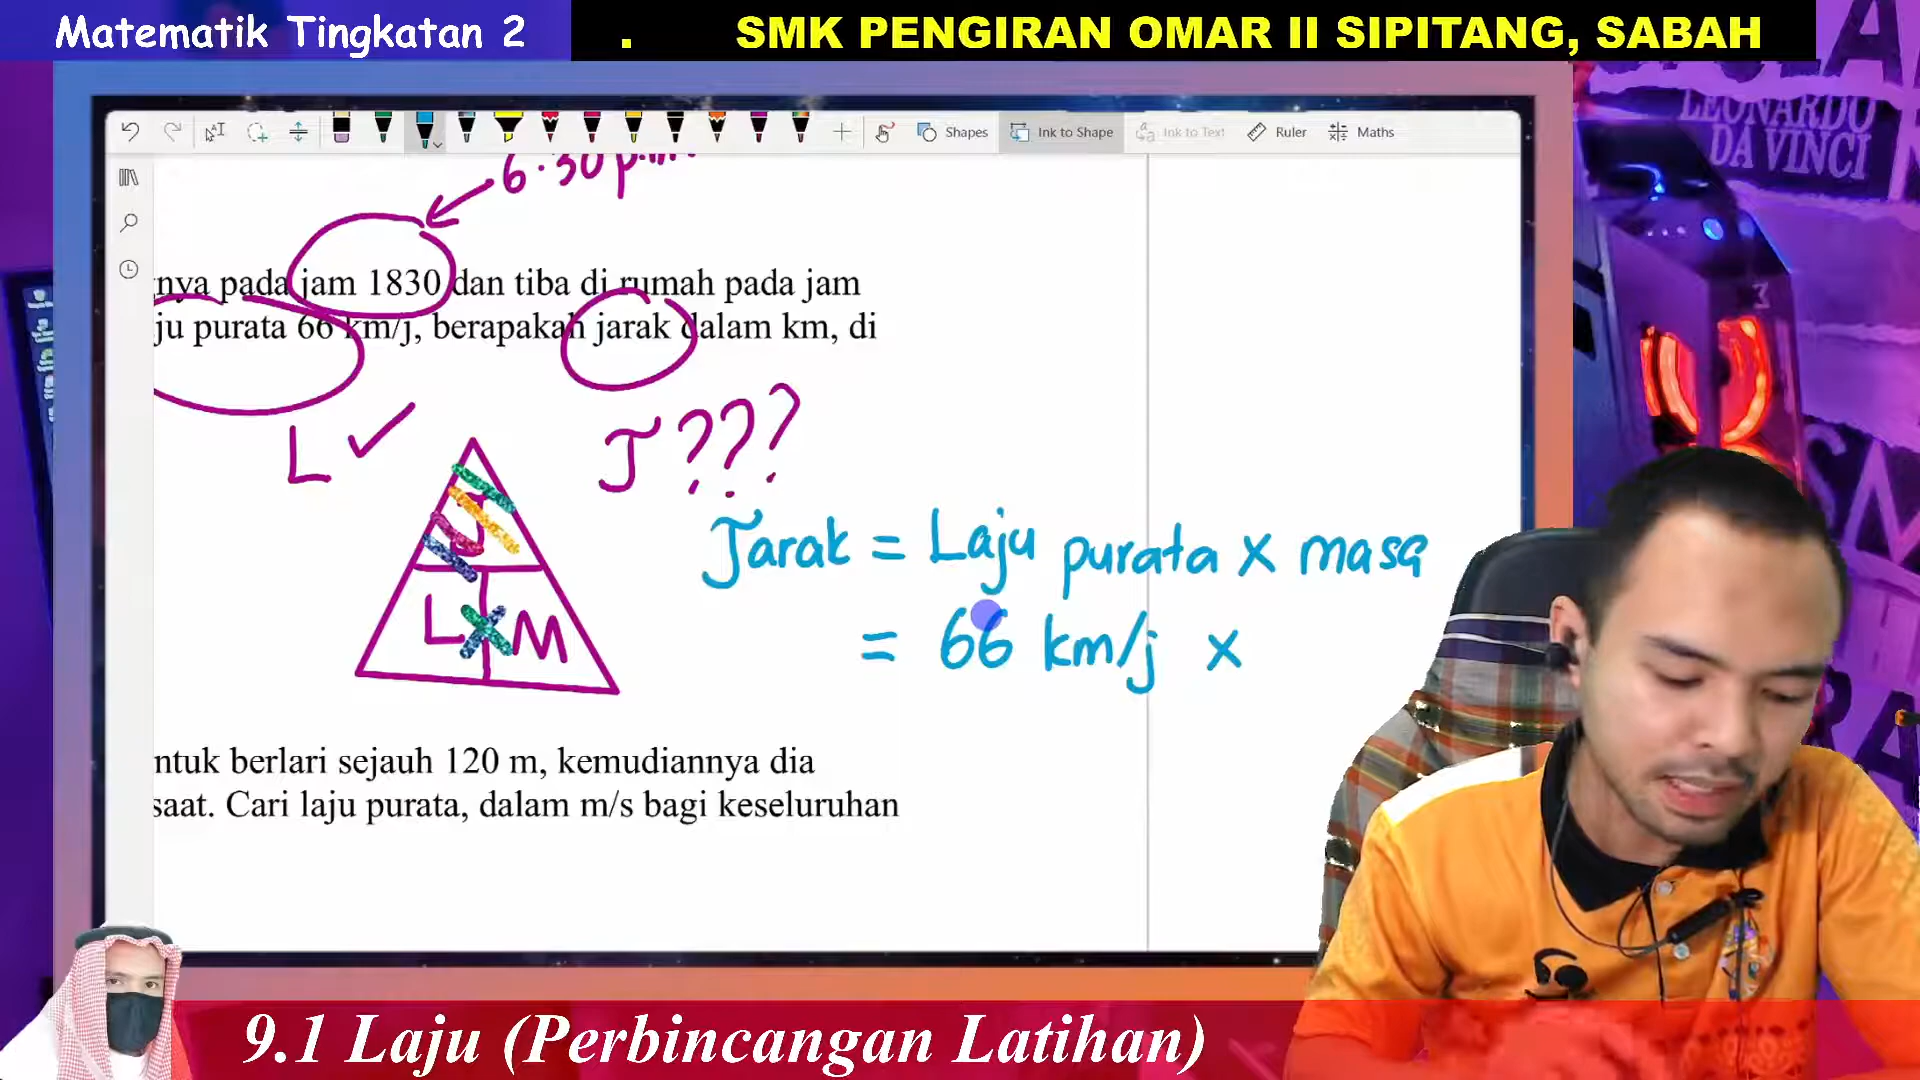 Matematik Tingkatan 2 . SMK PENGIRAN OMAR II SIPITANG, SABAH
LEONARDO
DA VINCI
Shapes Ink to Shape Ink to Text Ruler Maths
6.30 p.m.
nya pada jam 1830 dan tiba di rumah pada jam
ju purata 66 km/j, berapakah jarak dalam km, di
L ✓ J ???
J
L × M
Jarak = Laju purata × masa
= 66 km/j ×
ntuk berlari sejauh 120 m, kemudiannya dia
saat. Cari laju purata, dalam m/s bagi keseluruhan
9.1 Laju (Perbincangan Latihan)